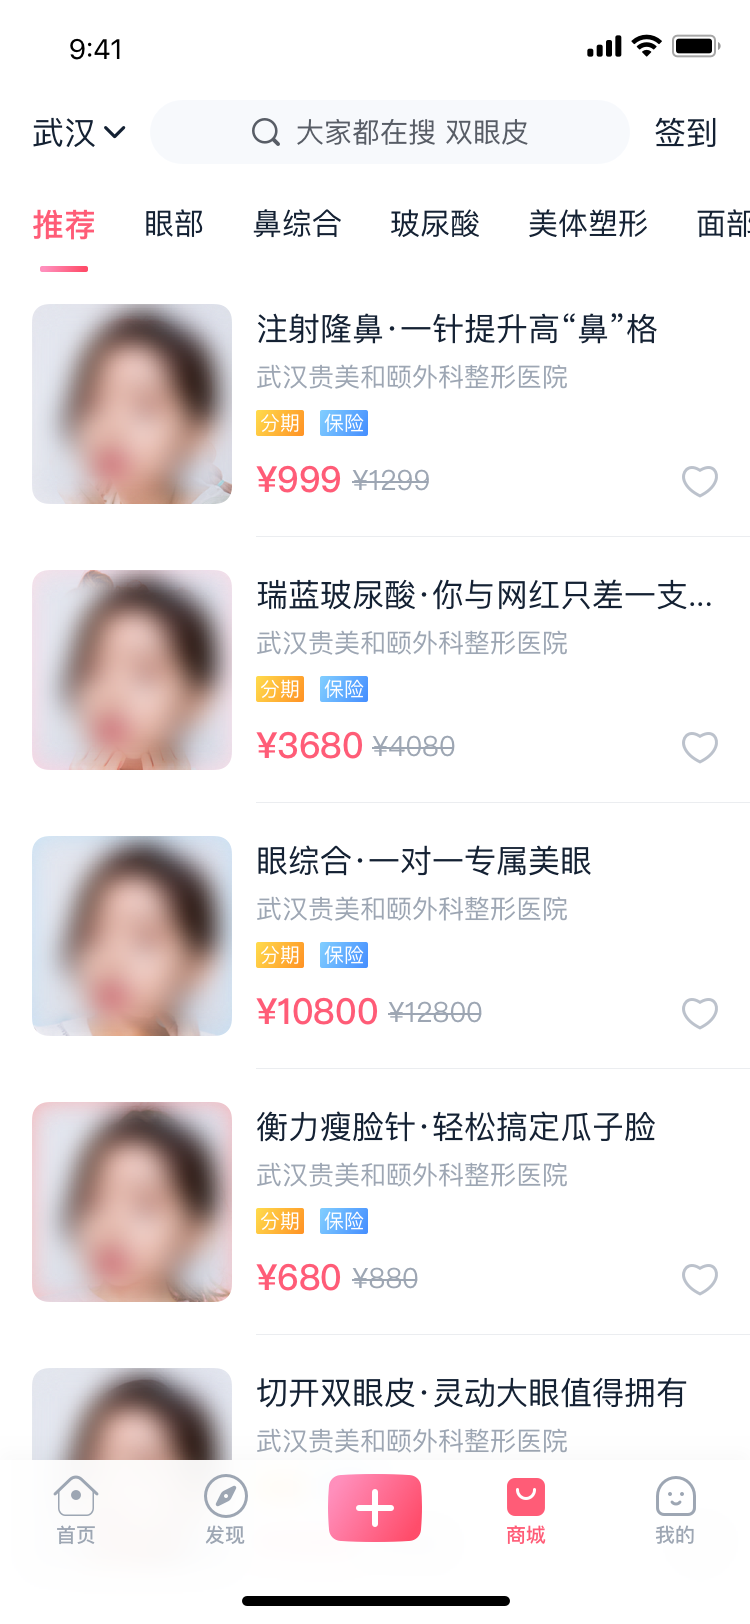 9:41
武汉 大家都在搜 双眼皮 签到
推荐 眼部 鼻综合 玻尿酸 美体塑形 面部
注射隆鼻·一针提升高“鼻”格
武汉贵美和颐外科整形医院
分期 保险
¥999 ¥1299
瑞蓝玻尿酸·你与网红只差一支...
武汉贵美和颐外科整形医院
分期 保险
¥3680 ¥4080
眼综合·一对一专属美眼
武汉贵美和颐外科整形医院
分期 保险
¥10800 ¥12800
衡力瘦脸针·轻松搞定瓜子脸
武汉贵美和颐外科整形医院
分期 保险
¥680 ¥880
切开双眼皮·灵动大眼值得拥有
武汉贵美和颐外科整形医院
首页 发现 商城 我的